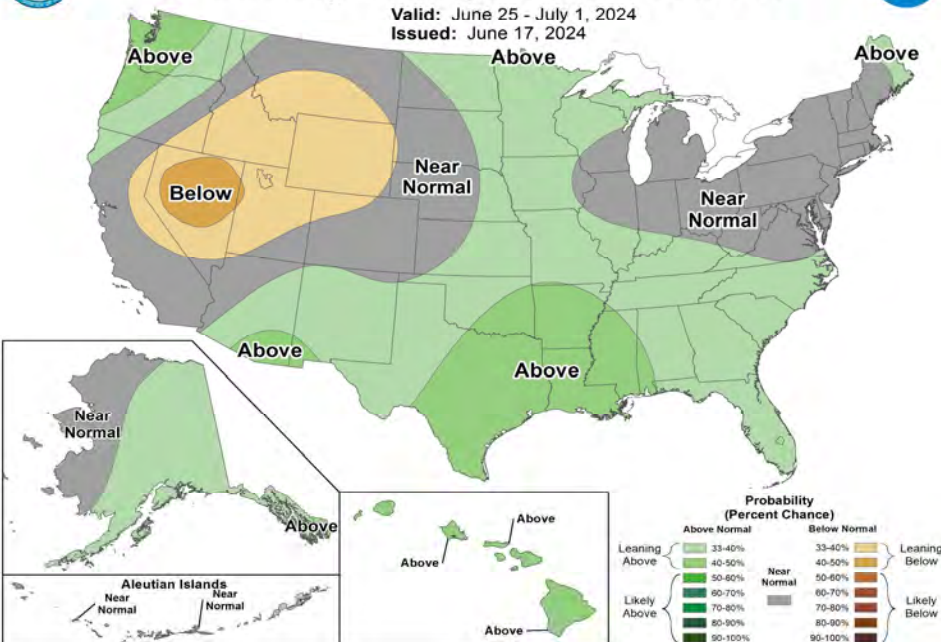 Valid: June 25 - July 1, 2024
Issued: June 17, 2024
Above
Above
Above
Below
Near
Normal
Near
Normal
Above
Above
Near
Normal
Above
Aleutian Islands
Near
Normal
Near
Normal
Above
Above
Above
Probability
(Percent Chance)
Above Normal
Below Normal
Leaning
Above
33-40%
40-50%
Likely
Above
50-60%
60-70%
70-80%
80-90%
90-100%
Near
Normal
33-40%
40-50%
Leaning
Below
50-60%
60-70%
70-80%
80-90%
90-100%
Likely
Below